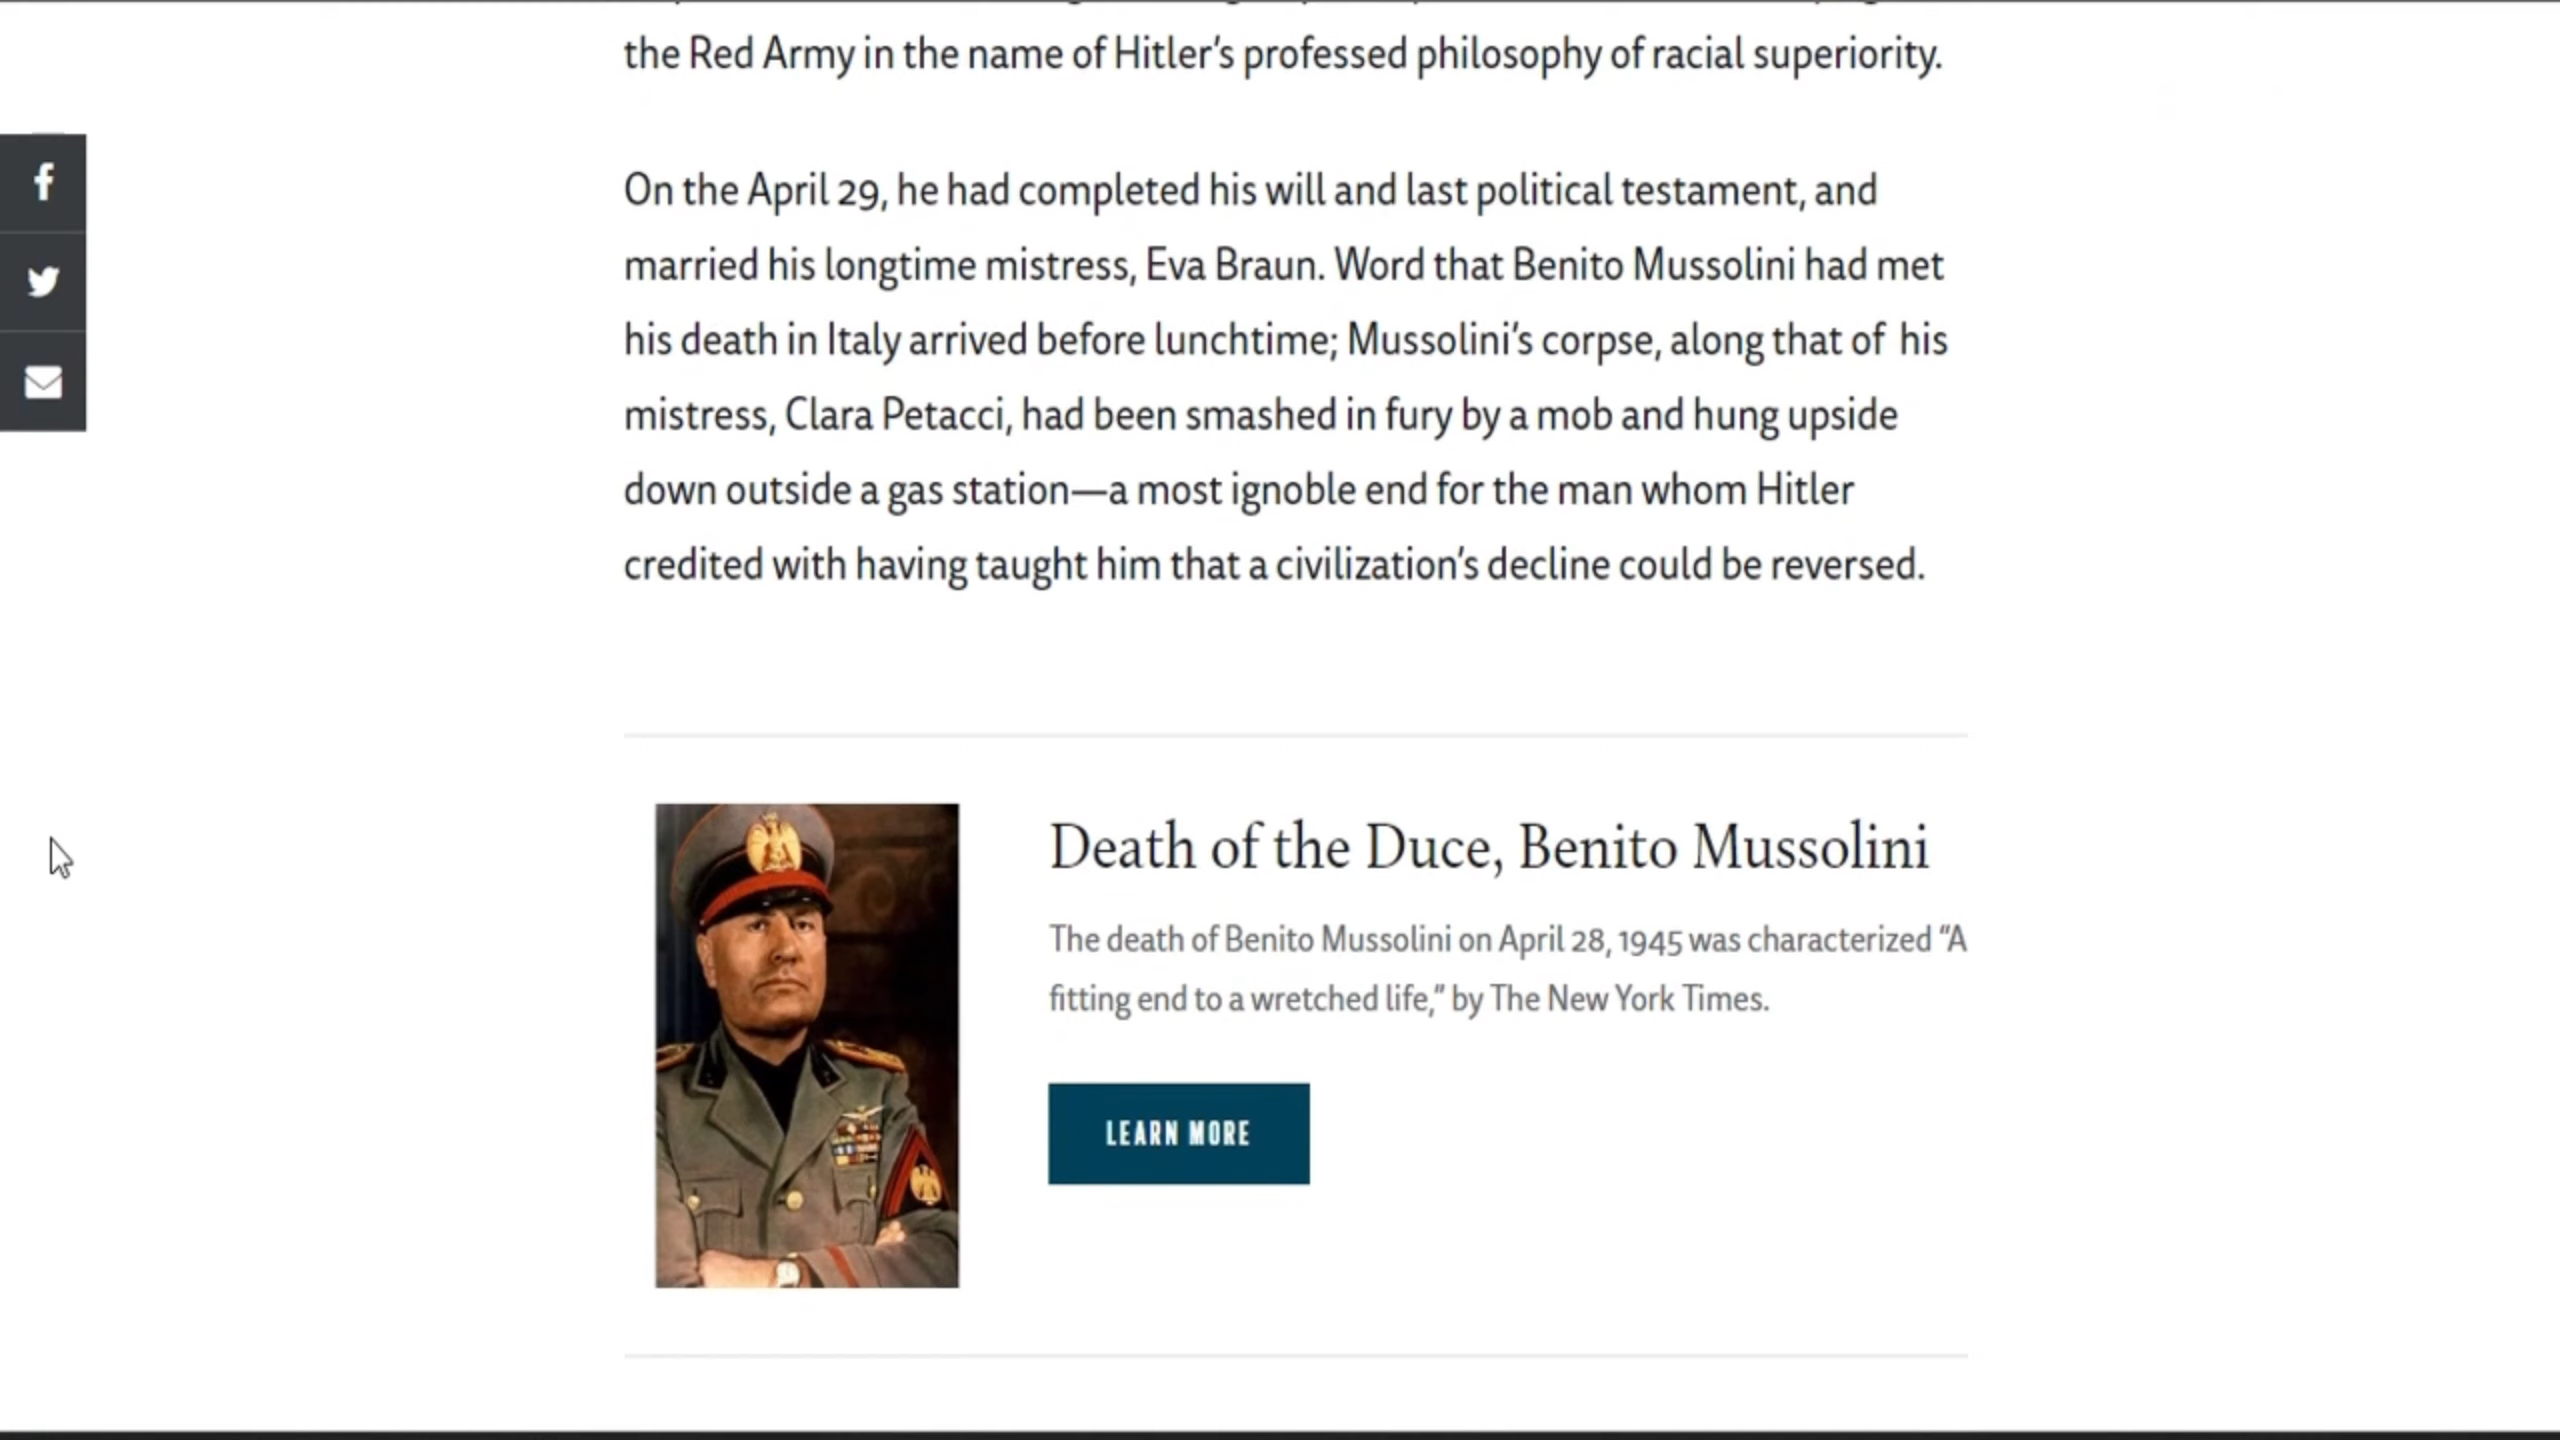 the Red Army in the name of Hitler’s professed philosophy of racial superiority.
On the April 29, he had completed his will and last political testament, and
married his longtime mistress, Eva Braun. Word that Benito Mussolini had met
his death in Italy arrived before lunchtime; Mussolini’s corpse, along that of his
mistress, Clara Petacci, had been smashed in fury by a mob and hung upside
down outside a gas station—a most ignoble end for the man whom Hitler
credited with having taught him that a civilization’s decline could be reversed.
Death of the Duce, Benito Mussolini
The death of Benito Mussolini on April 28, 1945 was characterized “A
fitting end to a wretched life,” by The New York Times.
LEARN MORE